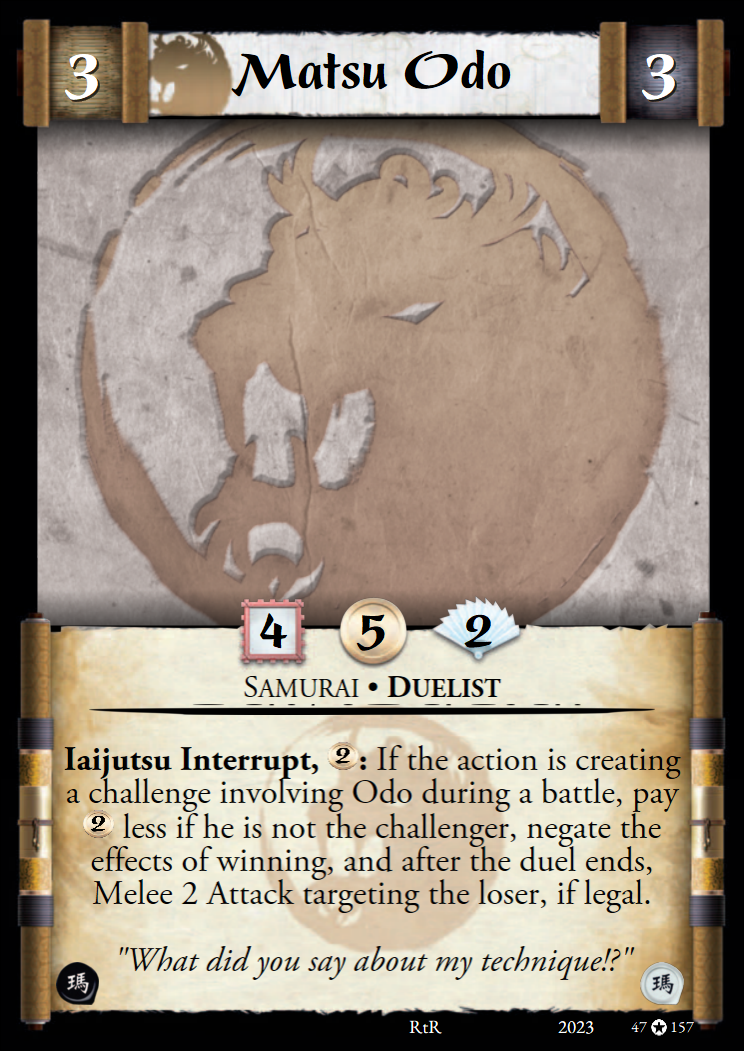 3 Matsu Odo 3
4 5 2
Samurai • Duelist
Iaijutsu Interrupt, 2: If the action is creating
a challenge involving Odo during a battle, pay
2 less if he is not the challenger, negate the
effects of winning, and after the duel ends,
Melee 2 Attack targeting the loser, if legal.
"What did you say about my technique!?"
瑪 瑪
RtR 2023 47 ✪ 157